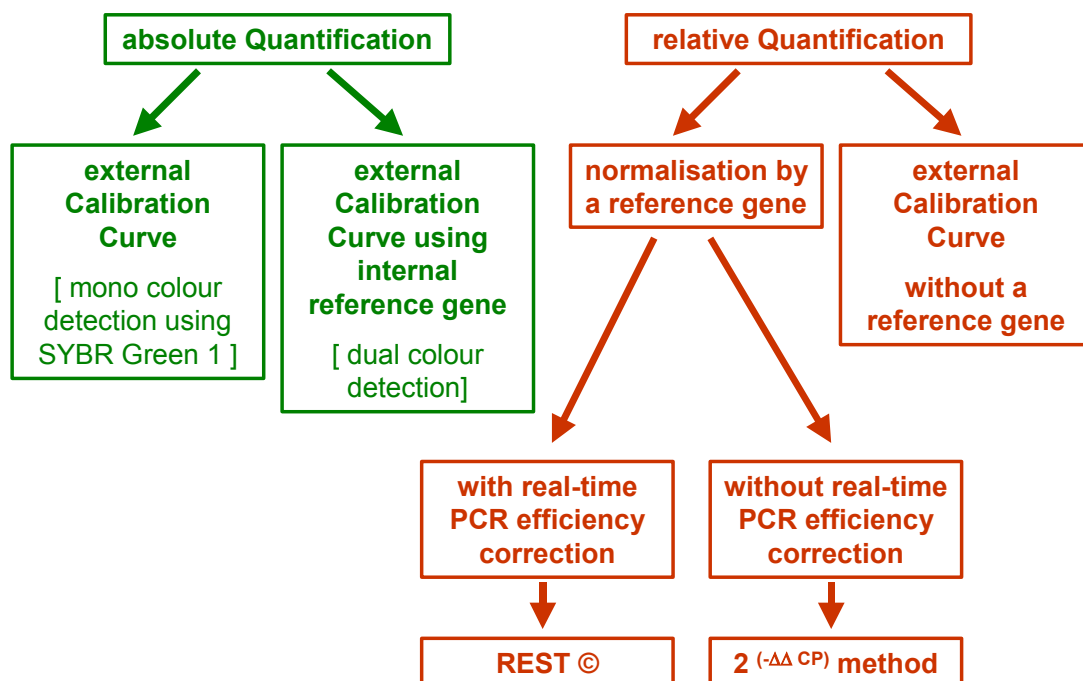 absolute Quantification
relative Quantification
external
Calibration
Curve
[ mono colour
detection using
SYBR Green 1 ]
external
Calibration
Curve using
internal
reference gene
[ dual colour
detection]
normalisation by
a reference gene
external
Calibration
Curve
without a
reference gene
with real-time
PCR efficiency
correction
without real-time
PCR efficiency
correction
REST ©
2 (-ΔΔ CP) method